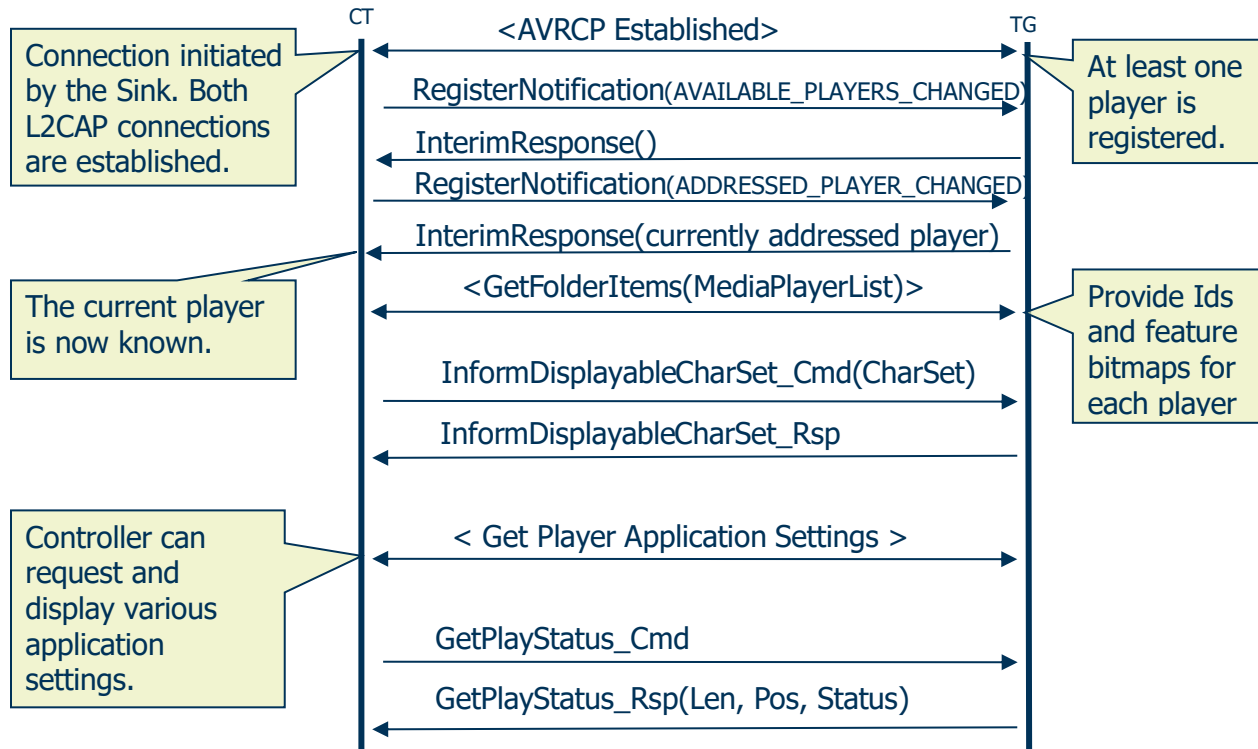 CT
<AVRCP Established>
TG
Connection initiated
by the Sink. Both
L2CAP connections
are established.
At least one
player is
registered.
RegisterNotification(AVAILABLE_PLAYERS_CHANGED)
InterimResponse()
RegisterNotification(ADDRESSED_PLAYER_CHANGED)
InterimResponse(currently addressed player)
The current player
is now known.
<GetFolderItems(MediaPlayerList)>
Provide Ids
and feature
bitmaps for
each player
InformDisplayableCharSet_Cmd(CharSet)
InformDisplayableCharSet_Rsp
Controller can
request and
display various
application
settings.
< Get Player Application Settings >
GetPlayStatus_Cmd
GetPlayStatus_Rsp(Len, Pos, Status)